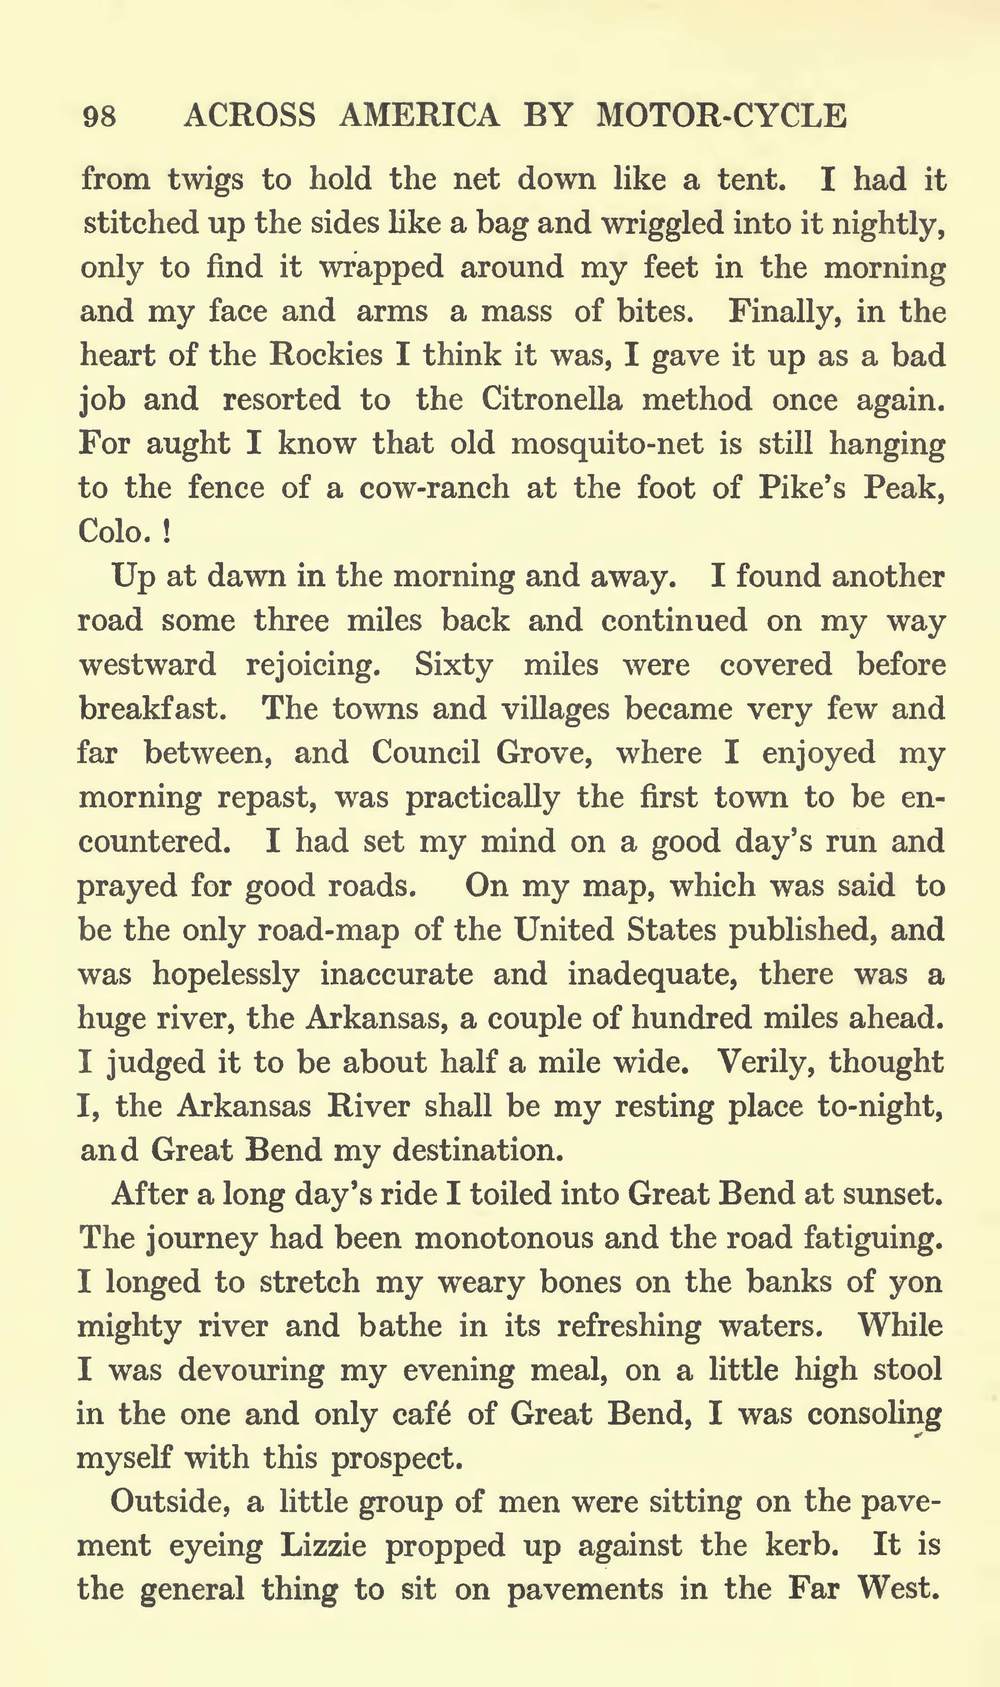 98 ACROSS AMERICA BY MOTOR-CYCLE
from twigs to hold the net down like a tent. I had it
stitched up the sides like a bag and wriggled into it nightly,
only to find it wrapped around my feet in the morning
and my face and arms a mass of bites. Finally, in the
heart of the Rockies I think it was, I gave it up as a bad
job and resorted to the Citronella method once again.
For aught I know that old mosquito-net is still hanging
to the fence of a cow-ranch at the foot of Pike's Peak,
Colo. !
Up at dawn in the morning and away. I found another
road some three miles back and continued on my way
westward rejoicing. Sixty miles were covered before
breakfast. The towns and villages became very few and
far between, and Council Grove, where I enjoyed my
morning repast, was practically the first town to be en-
countered. I had set my mind on a good day's run and
prayed for good roads. On my map, which was said to
be the only road-map of the United States published, and
was hopelessly inaccurate and inadequate, there was a
huge river, the Arkansas, a couple of hundred miles ahead.
I judged it to be about half a mile wide. Verily, thought
I, the Arkansas River shall be my resting place to-night,
and Great Bend my destination.
After a long day's ride I toiled into Great Bend at sunset.
The journey had been monotonous and the road fatiguing.
I longed to stretch my weary bones on the banks of yon
mighty river and bathe in its refreshing waters. While
I was devouring my evening meal, on a little high stool
in the one and only café of Great Bend, I was consoling
myself with this prospect.
Outside, a little group of men were sitting on the pave-
ment eyeing Lizzie propped up against the kerb. It is
the general thing to sit on pavements in the Far West.